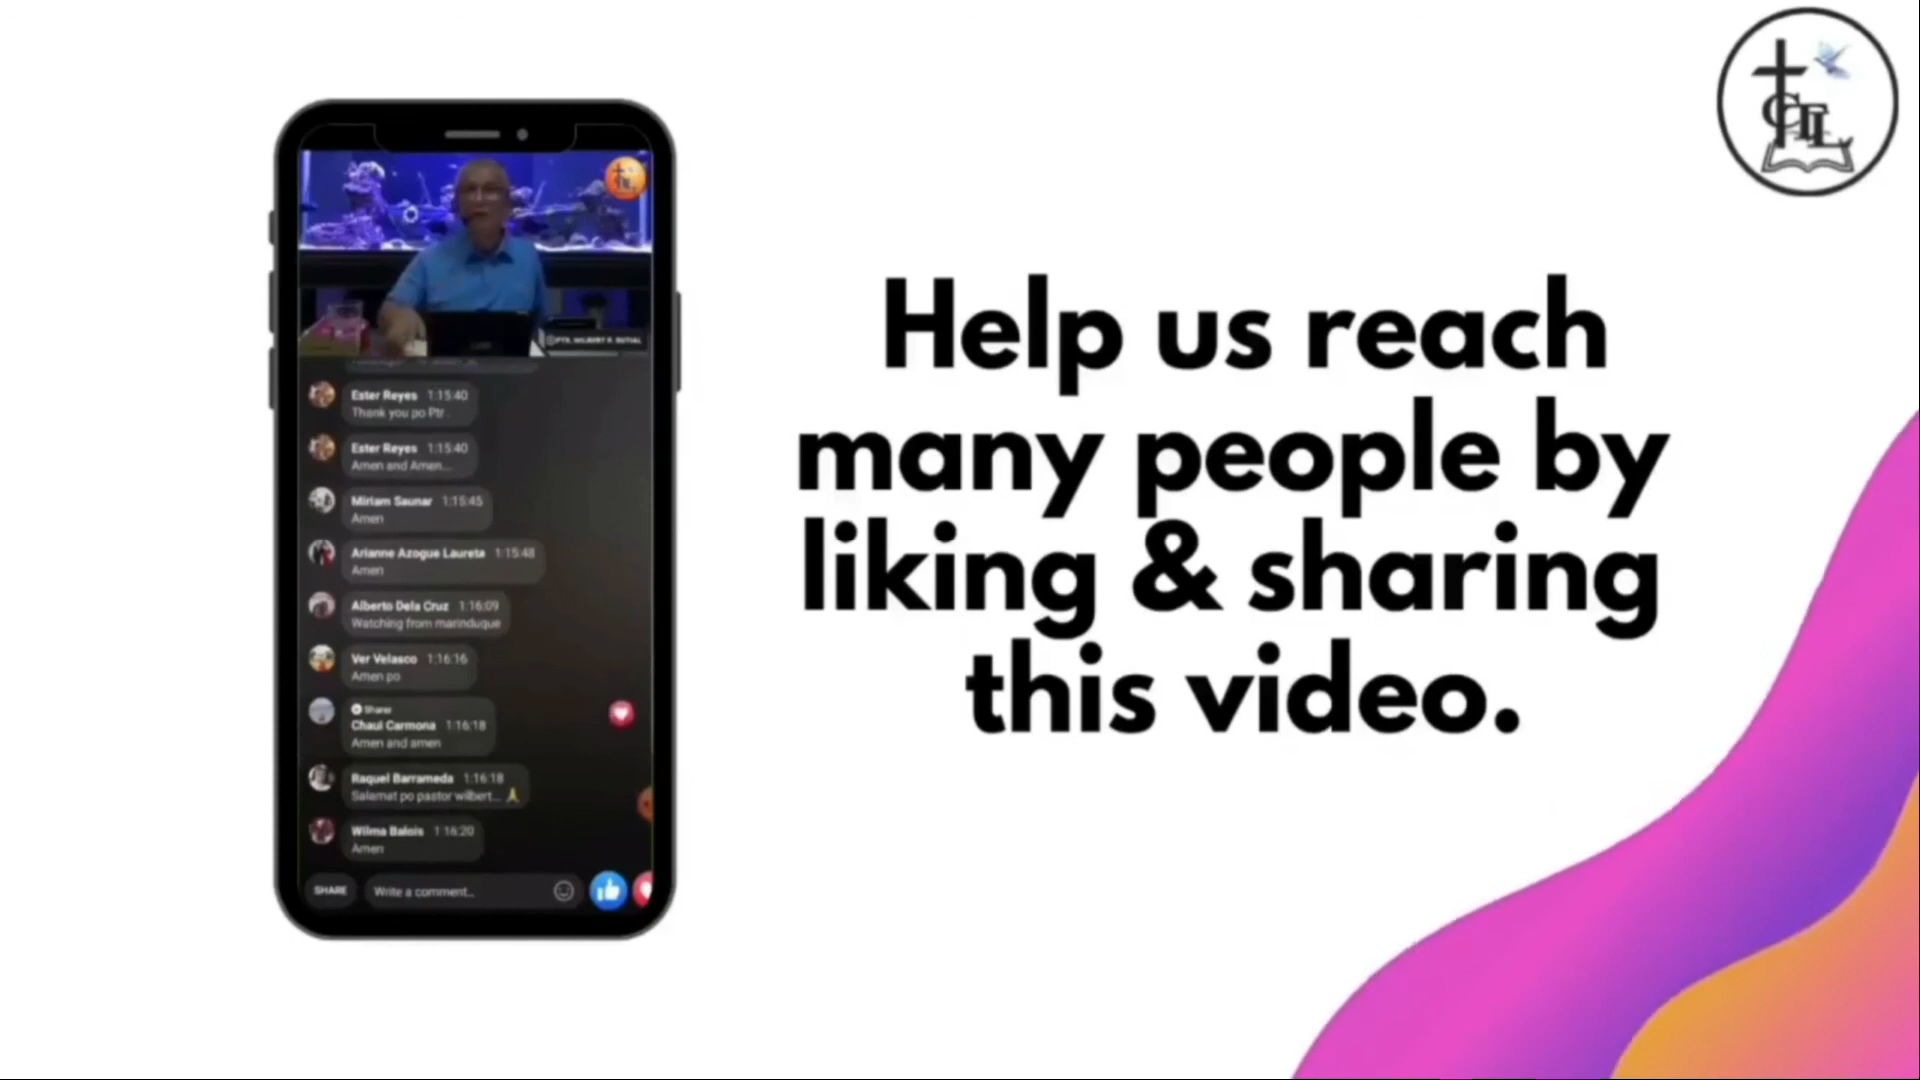 PTR. WILBERT R. SUTIAL
Ester Reyes 1:15:40
Thank you po Ptr .
Ester Reyes 1:15:40
Amen and Amen...
Miriam Saunar 1:15:45
Amen
Arianne Azogue Laureta 1:15:48
Amen
Alberto Dela Cruz 1:16:09
Watching from marinduque
Ver Velasco 1:16:16
Amen po
Sharer
Chaui Carmona 1:16:18
Amen and amen
Raquel Barrameda 1:16:18
Salamat po pastor wilbert... 🙏
Wilma Balois 1:16:20
Amen
SHARE
Write a comment...
Help us reach
many people by
liking & sharing
this video.